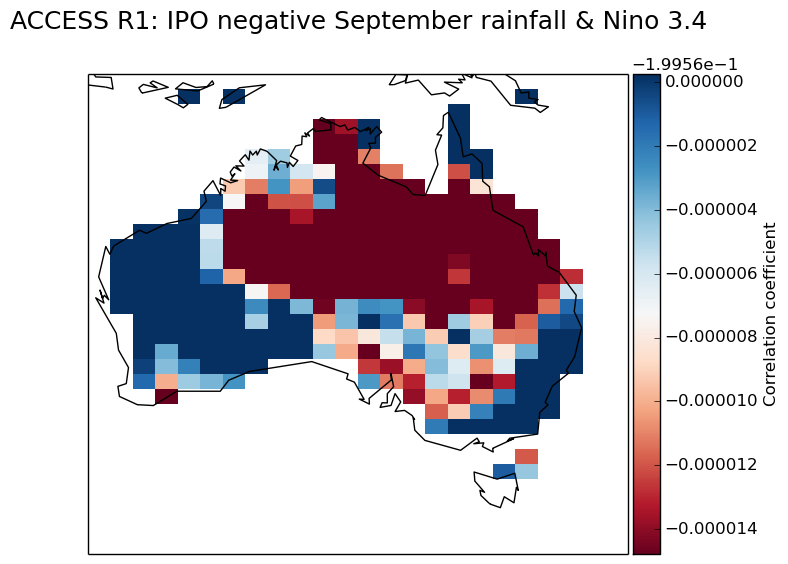 ACCESS R1: IPO negative September rainfall & Nino 3.4
−1.9956e−1
0.000000
−0.000002
−0.000004
−0.000006
−0.000008
−0.000010
−0.000012
−0.000014
Correlation coefficient